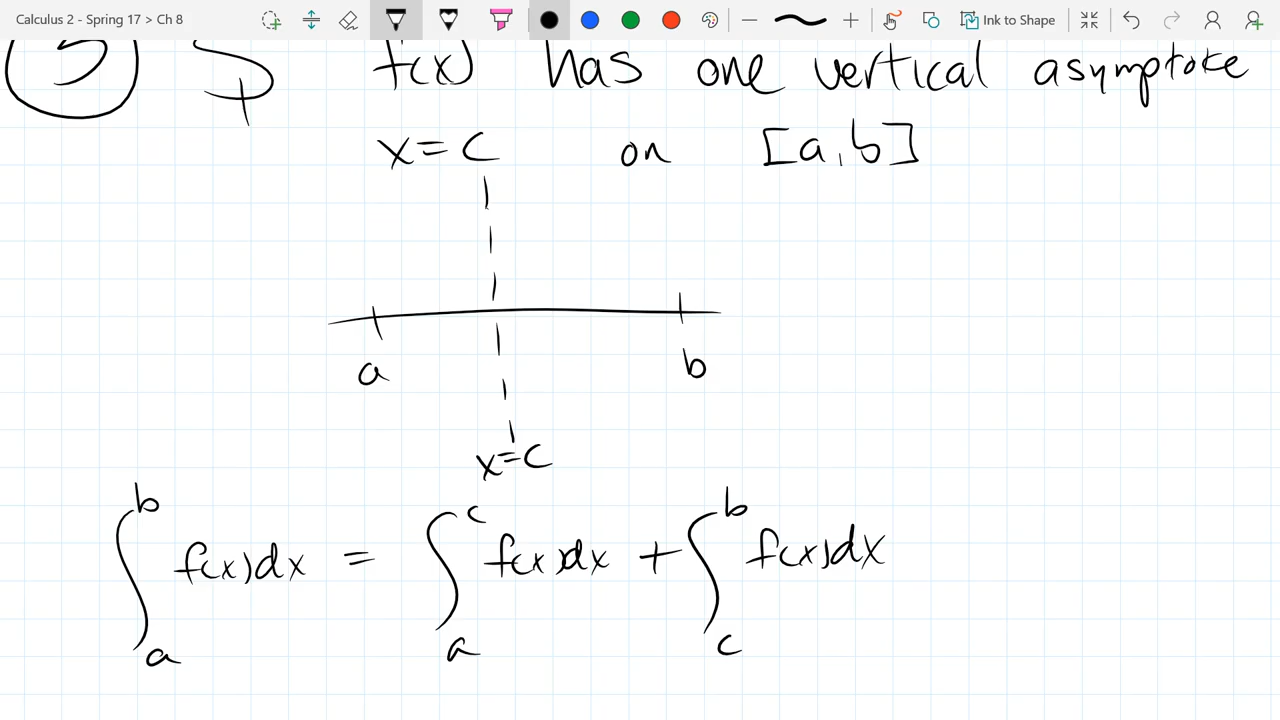 Calculus 2 - Spring 17 > Ch 8
Ink to Shape
3 f(x) has one vertical asymptote
x=c on [a,b]
a b
x=c
∫_a^b f(x)dx = ∫_a^c f(x)dx + ∫_c^b f(x)dx